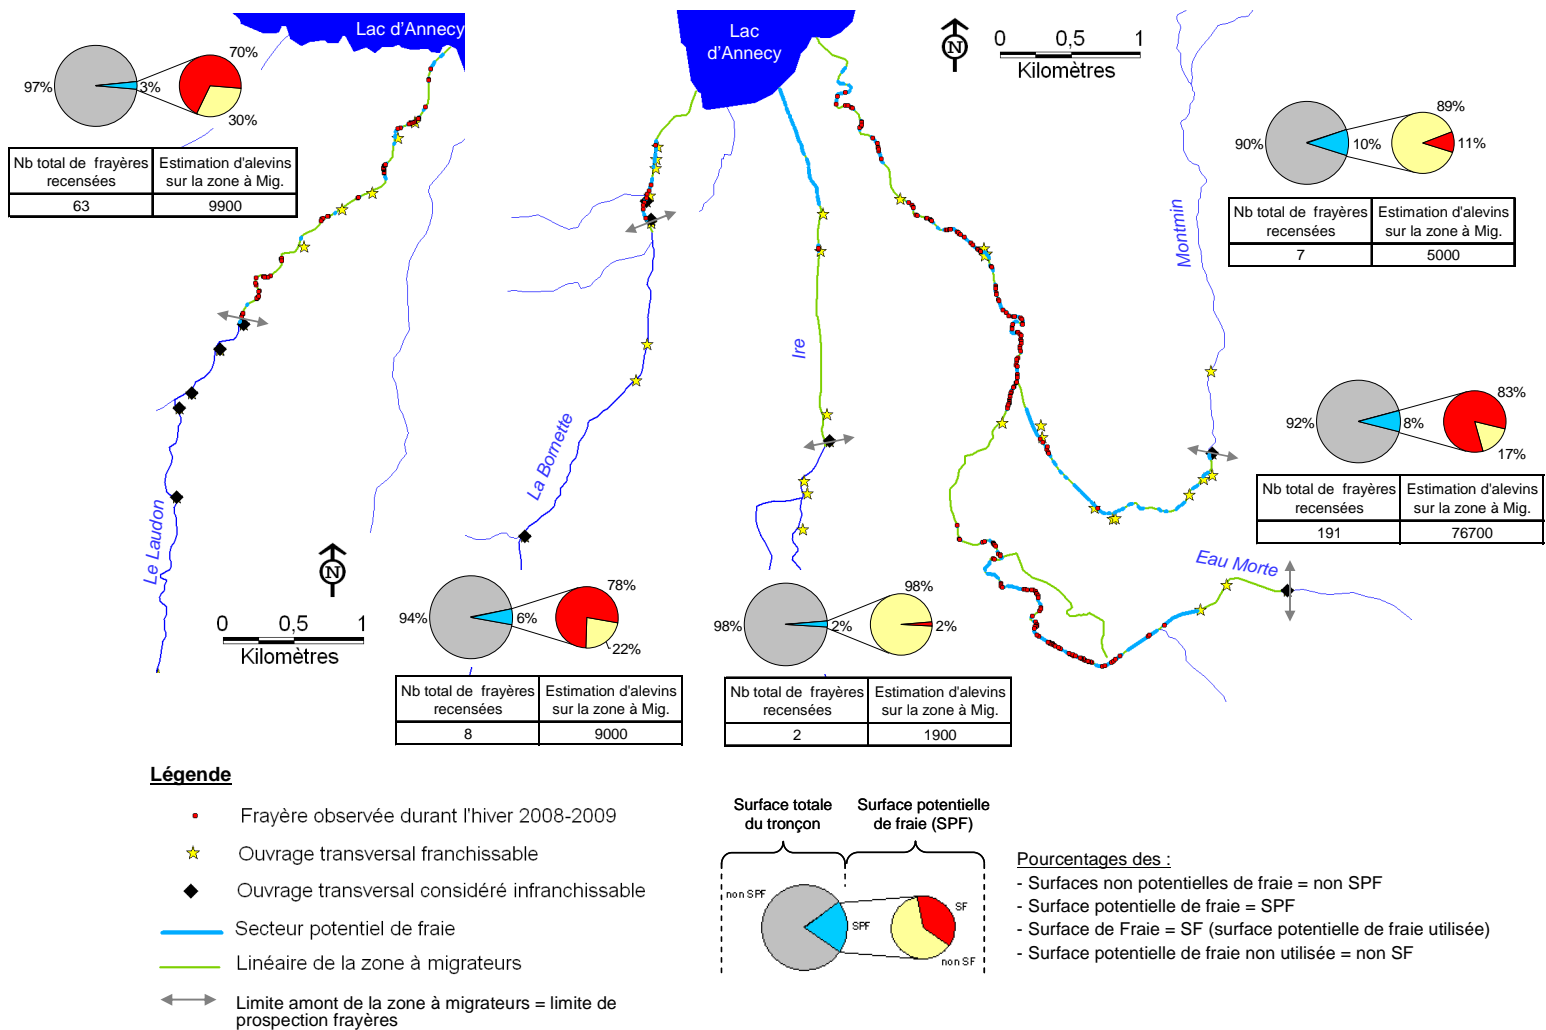 Lac d'Annecy
70%
97%
3%
30%
Nb total de frayères
recensées
Estimation d'alevins
sur la zone à Mig.
63
9900
Le Laudon
N
0 0,5 1
Kilomètres
Lac
d'Annecy
La Bornette
Ire
N
0 0,5 1
Kilomètres
Montmin
Eau Morte
89%
90%
10%
11%
Nb total de frayères
recensées
Estimation d'alevins
sur la zone à Mig.
7
5000
83%
92%
8%
17%
Nb total de frayères
recensées
Estimation d'alevins
sur la zone à Mig.
191
76700
78%
94%
6%
22%
Nb total de frayères
recensées
Estimation d'alevins
sur la zone à Mig.
8
9000
98%
98%
2%
2%
Nb total de frayères
recensées
Estimation d'alevins
sur la zone à Mig.
2
1900
Légende
Frayère observée durant l'hiver 2008-2009
Ouvrage transversal franchissable
Ouvrage transversal considéré infranchissable
Secteur potentiel de fraie
Linéaire de la zone à migrateurs
Limite amont de la zone à migrateurs = limite de
prospection frayères
Surface totale
du tronçon
Surface potentielle
de fraie (SPF)
non SPF
SPF
SF
non SF
Pourcentages des :
- Surfaces non potentielles de fraie = non SPF
- Surface potentielle de fraie = SPF
- Surface de Fraie = SF (surface potentielle de fraie utilisée)
- Surface potentielle de fraie non utilisée = non SF